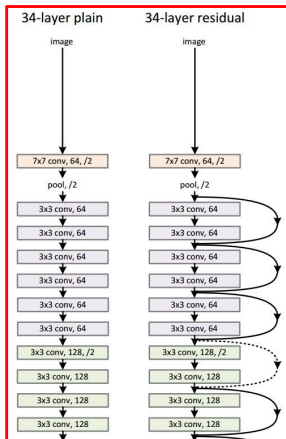 34-layer plain
34-layer residual
image
image
7x7 conv, 64, /2
7x7 conv, 64, /2
pool, /2
pool, /2
3x3 conv, 64
3x3 conv, 64
3x3 conv, 64
3x3 conv, 64
3x3 conv, 64
3x3 conv, 64
3x3 conv, 64
3x3 conv, 64
3x3 conv, 64
3x3 conv, 64
3x3 conv, 64
3x3 conv, 64
3x3 conv, 128, /2
3x3 conv, 128, /2
3x3 conv, 128
3x3 conv, 128
3x3 conv, 128
3x3 conv, 128
3x3 conv, 128
3x3 conv, 128